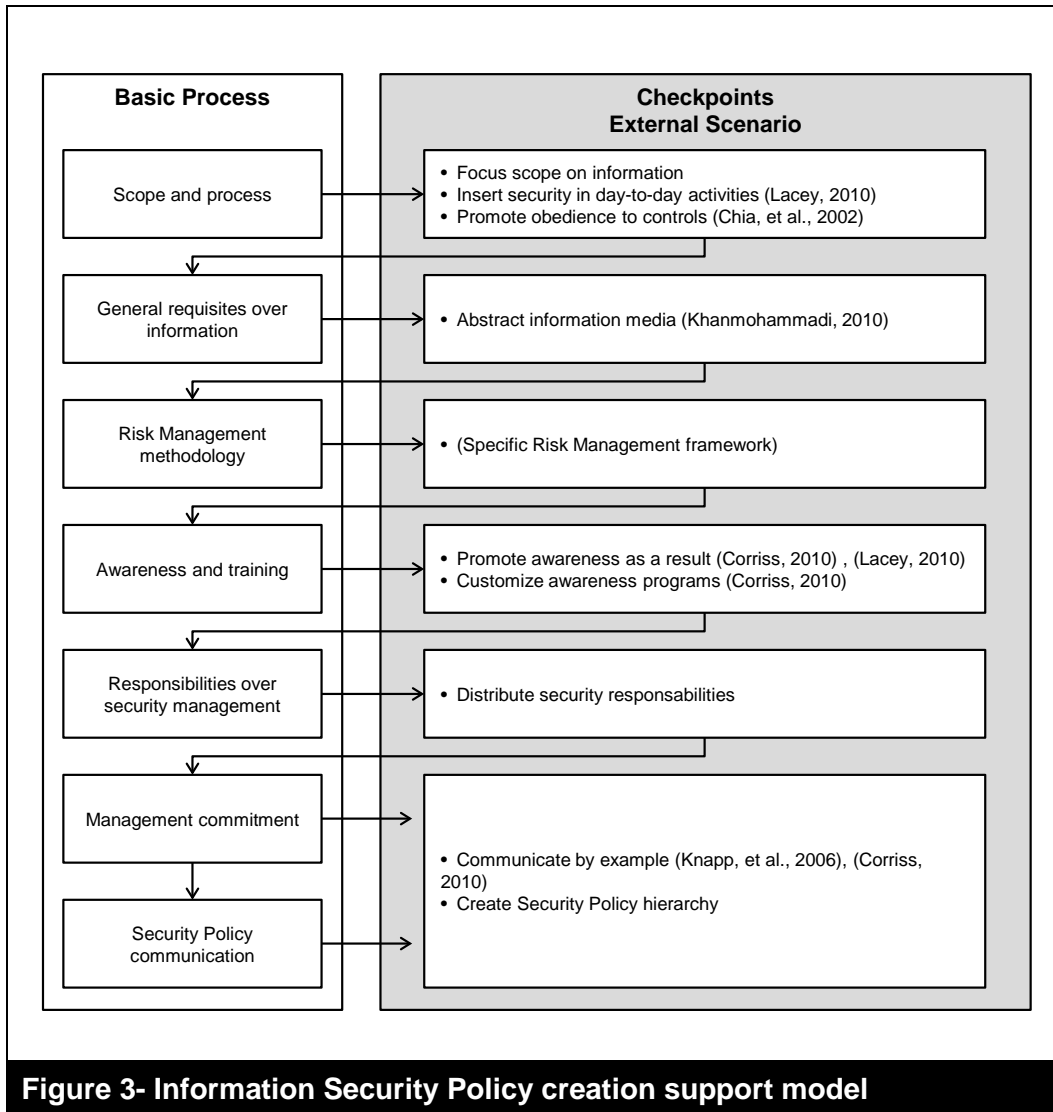 Basic Process
Checkpoints
External Scenario
Scope and process
• Focus scope on information
• Insert security in day-to-day activities (Lacey, 2010)
• Promote obedience to controls (Chia, et al., 2002)
General requisites over
information
• Abstract information media (Khanmohammadi, 2010)
Risk Management
methodology
• (Specific Risk Management framework)
Awareness and training
• Promote awareness as a result (Corriss, 2010) , (Lacey, 2010)
• Customize awareness programs (Corriss, 2010)
Responsibilities over
security management
• Distribute security responsabilities
Management commitment
Security Policy
communication
• Communicate by example (Knapp, et al., 2006), (Corriss,
2010)
• Create Security Policy hierarchy
Figure 3- Information Security Policy creation support model